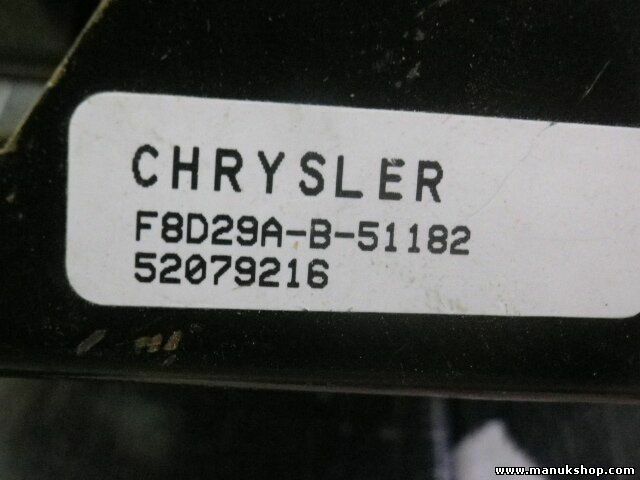 CHRYSLER
F8D29A-B-51182
52079216
www.manukshop.com